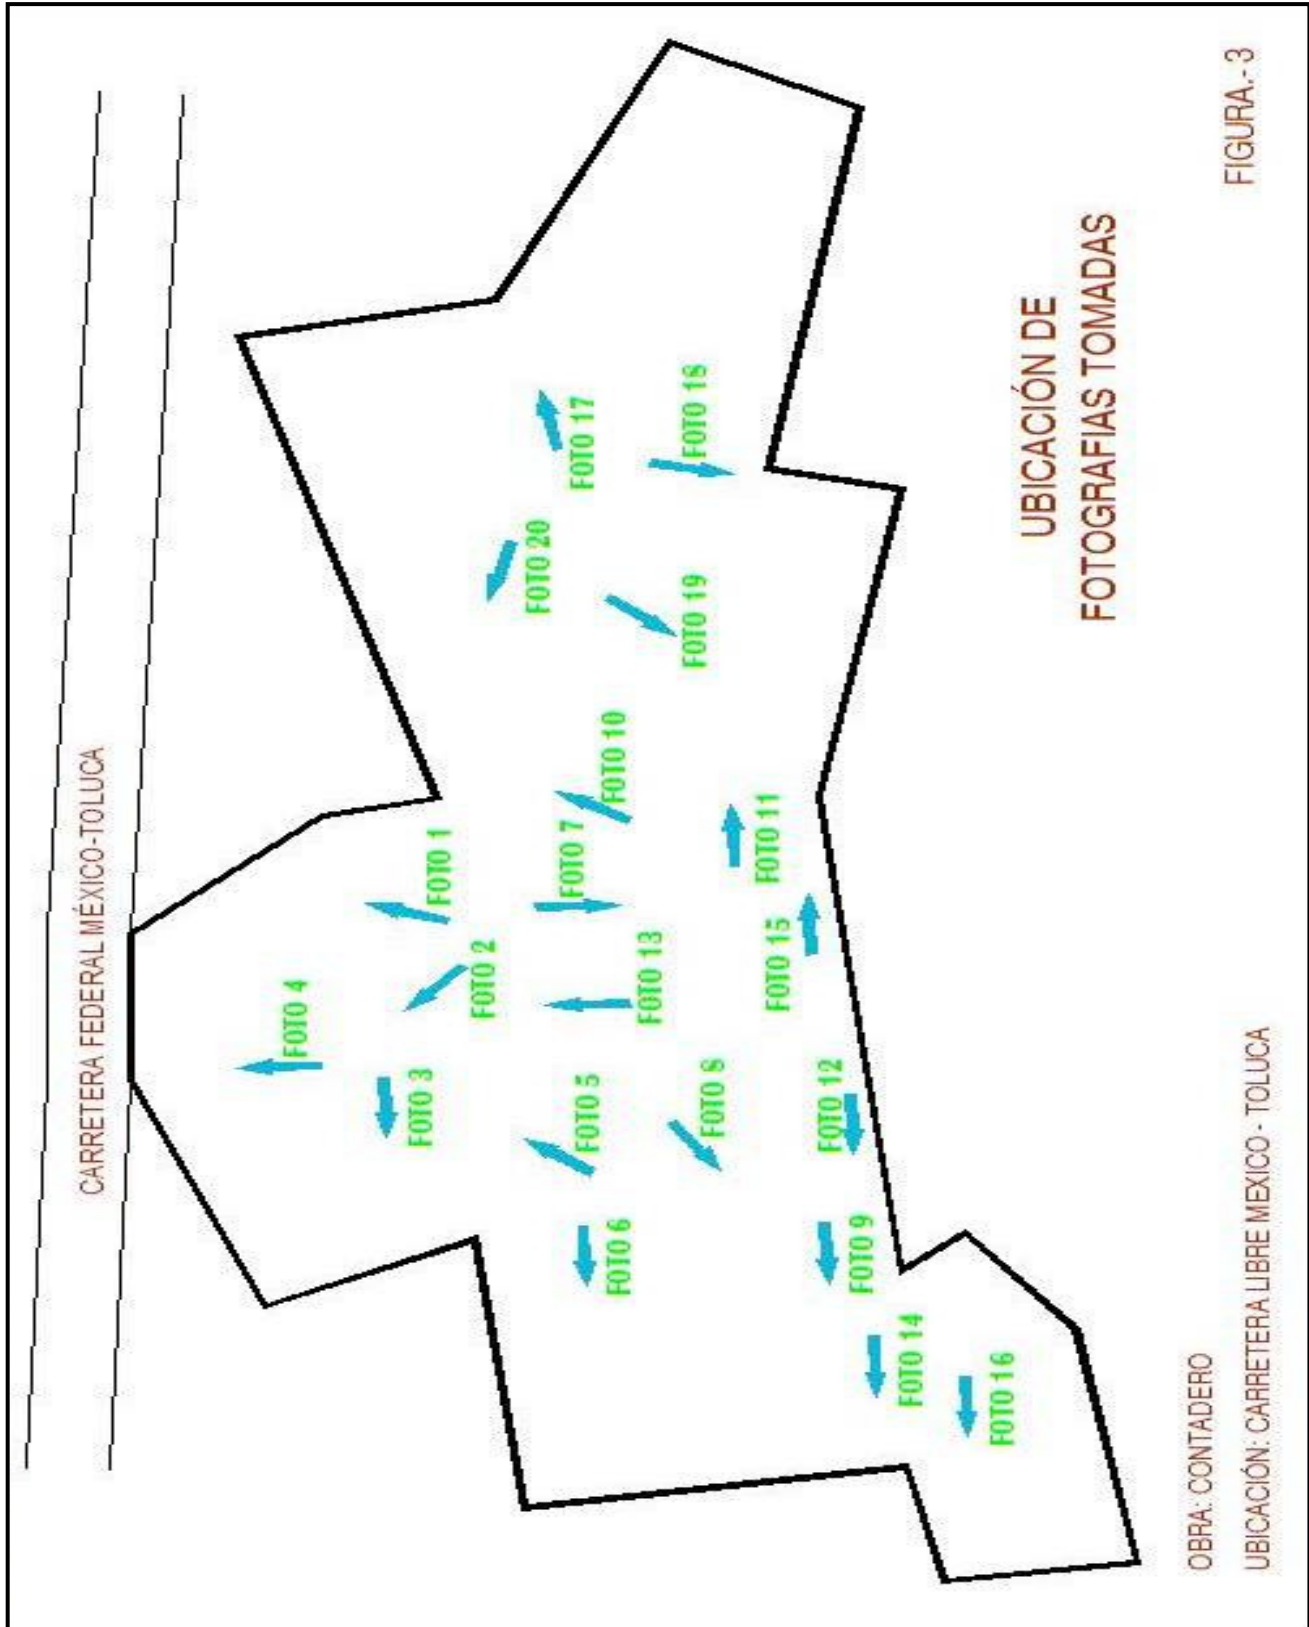 CARRETERA FEDERAL MÉXICO-TOLUCA
FOTO 4
FOTO 3
FOTO 1
FOTO 2
FOTO 20
FOTO 17
FOTO 7
FOTO 5
FOTO 10
FOTO 6
FOTO 13
FOTO 18
FOTO 19
FOTO 8
FOTO 11
FOTO 15
FOTO 12
FOTO 9
FOTO 14
FOTO 16
UBICACIÓN DE
FOTOGRAFIAS TOMADAS
OBRA: CONTADERO
UBICACIÓN: CARRETERA LIBRE MEXICO - TOLUCA
FIGURA.-3